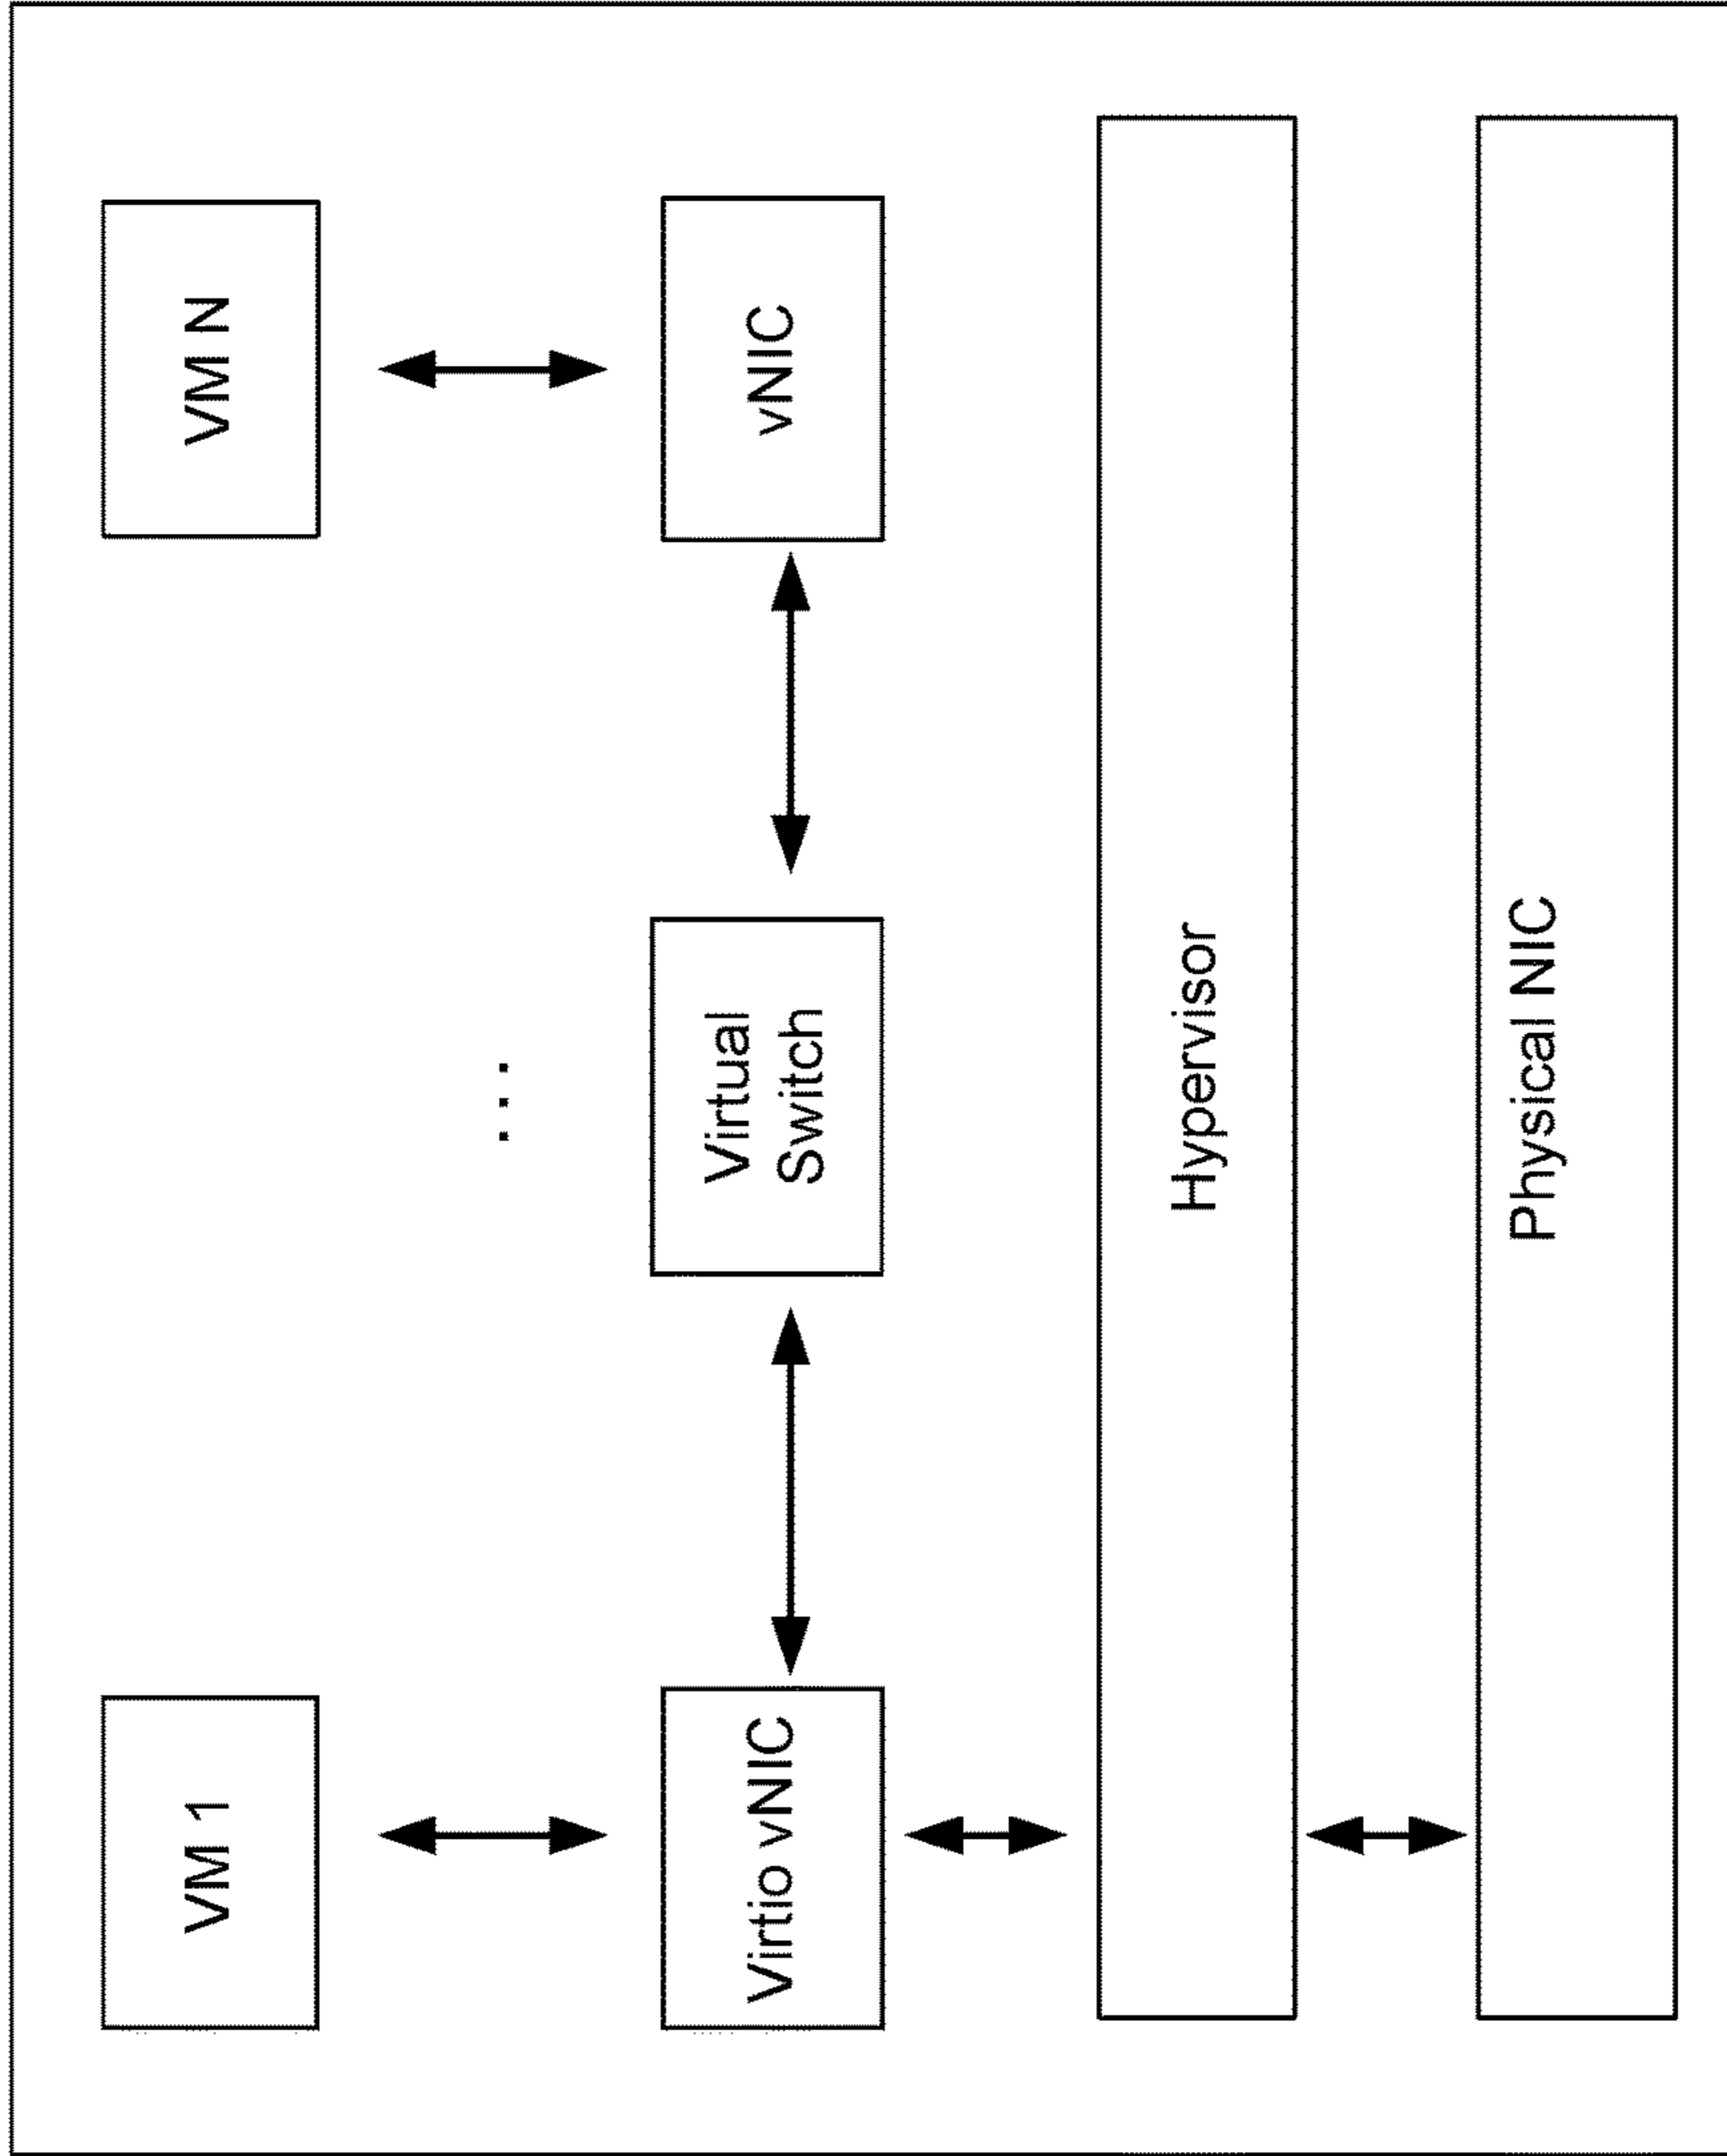 VM 1
...
VM N
Virtio vNIC
Virtual
Switch
vNIC
Hypervisor
Physical NIC